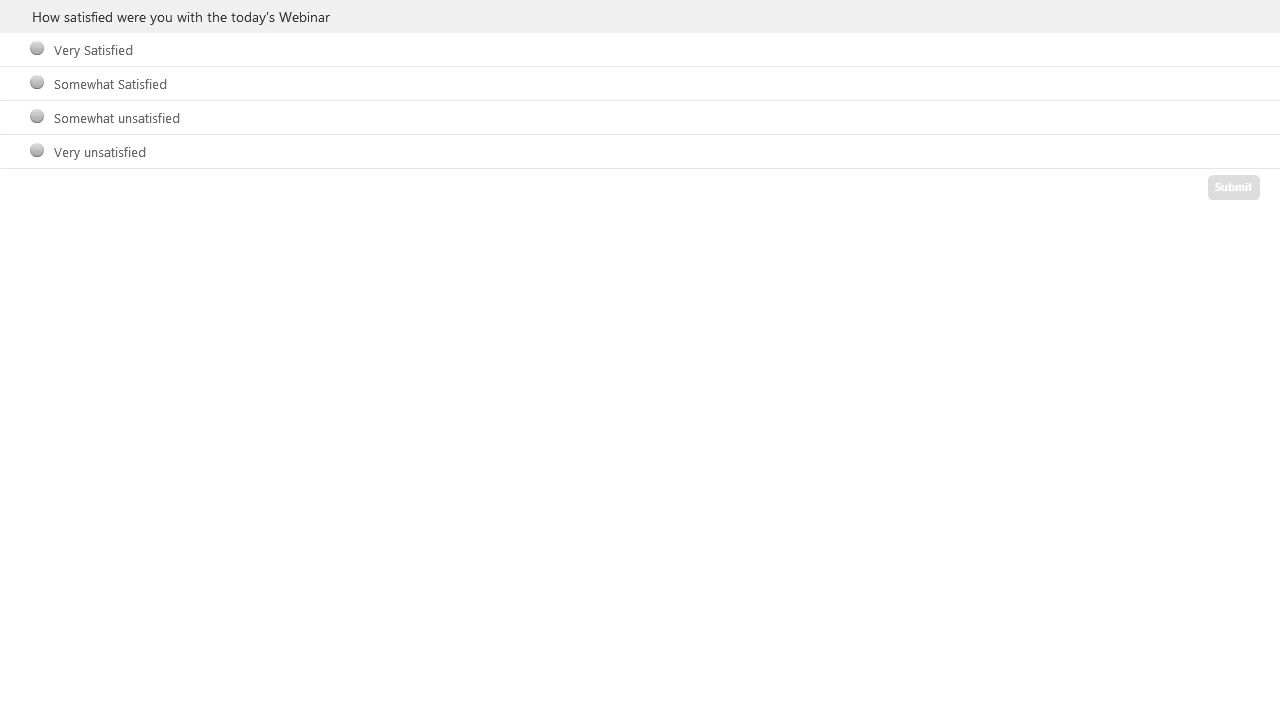 How satisfied were you with the today's Webinar
Very Satisfied
Somewhat Satisfied
Somewhat unsatisfied
Very unsatisfied
Submit